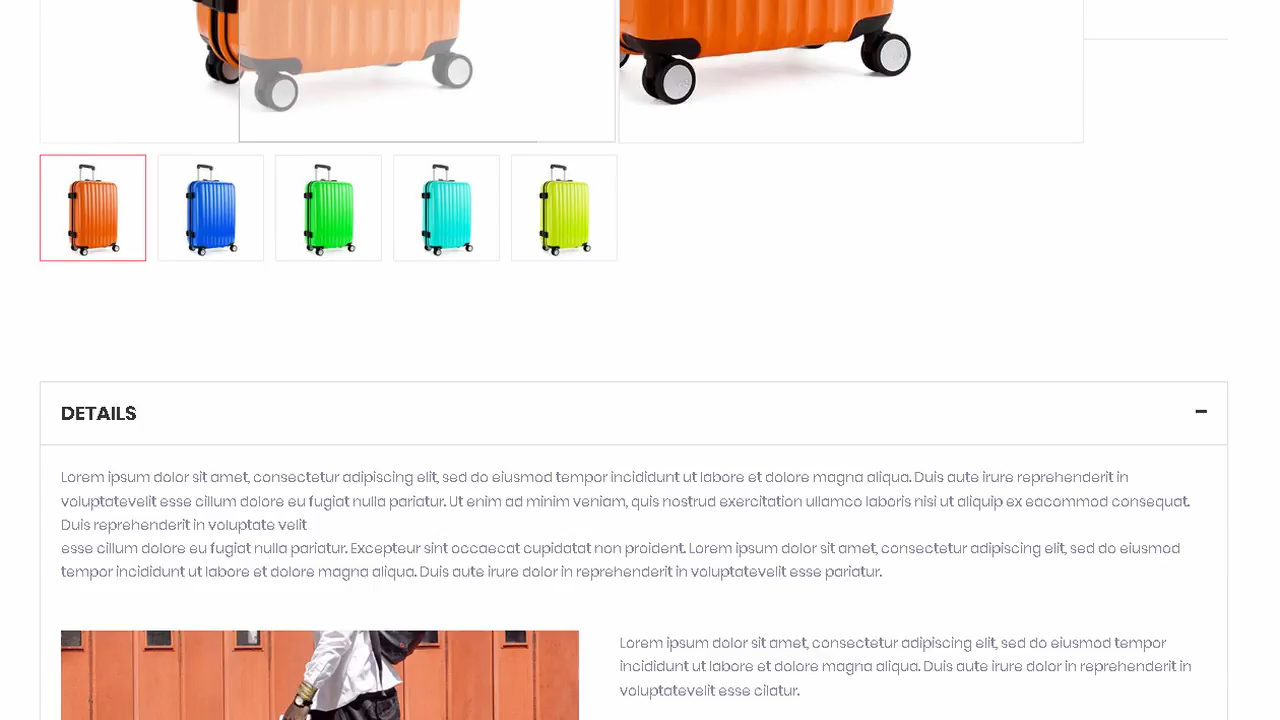 DETAILS
Lorem ipsum dolor sit amet, consectetur adipiscing elit, sed do eiusmod tempor incididunt ut labore et dolore magna aliqua. Duis aute irure reprehenderit in
voluptatevelit esse cillum dolore eu fugiat nulla pariatur. Ut enim ad minim veniam, quis nostrud exercitation ullamco laboris nisi ut aliquip ex eacommod consequat.
Duis reprehenderit in voluptate velit
esse cillum dolore eu fugiat nulla pariatur. Excepteur sint occaecat cupidatat non proident. Lorem ipsum dolor sit amet, consectetur adipiscing elit, sed do eiusmod
tempor incididunt ut labore et dolore magna aliqua. Duis aute irure dolor in reprehenderit in voluptatevelit esse pariatur.
Lorem ipsum dolor sit amet, consectetur adipiscing elit, sed do eiusmod tempor
incididunt ut labore et dolore magna aliqua. Duis aute irure dolor in reprehenderit in
voluptatevelit esse cilatur.